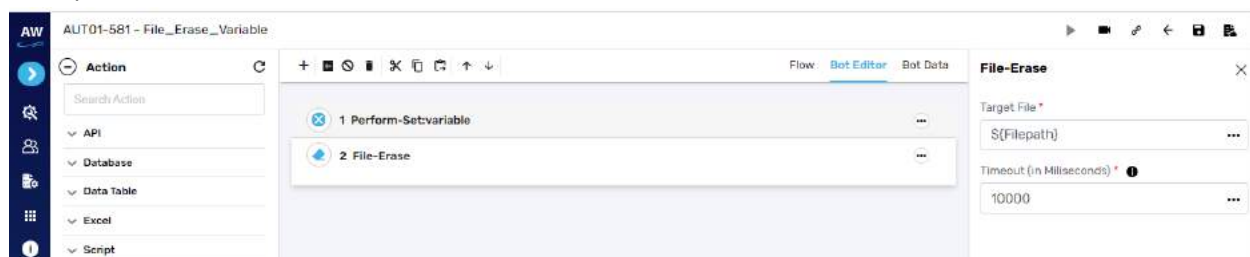 AW
AUT01-581 - File_Erase_Variable
Action
Search Action
API
Database
Data Table
Excel
Script
Flow Bot Editor Bot Data
1 Perform-Set:variable
2 File-Erase
File-Erase
Target File *
${Filepath}
Timeout (in Miliseconds) *
10000